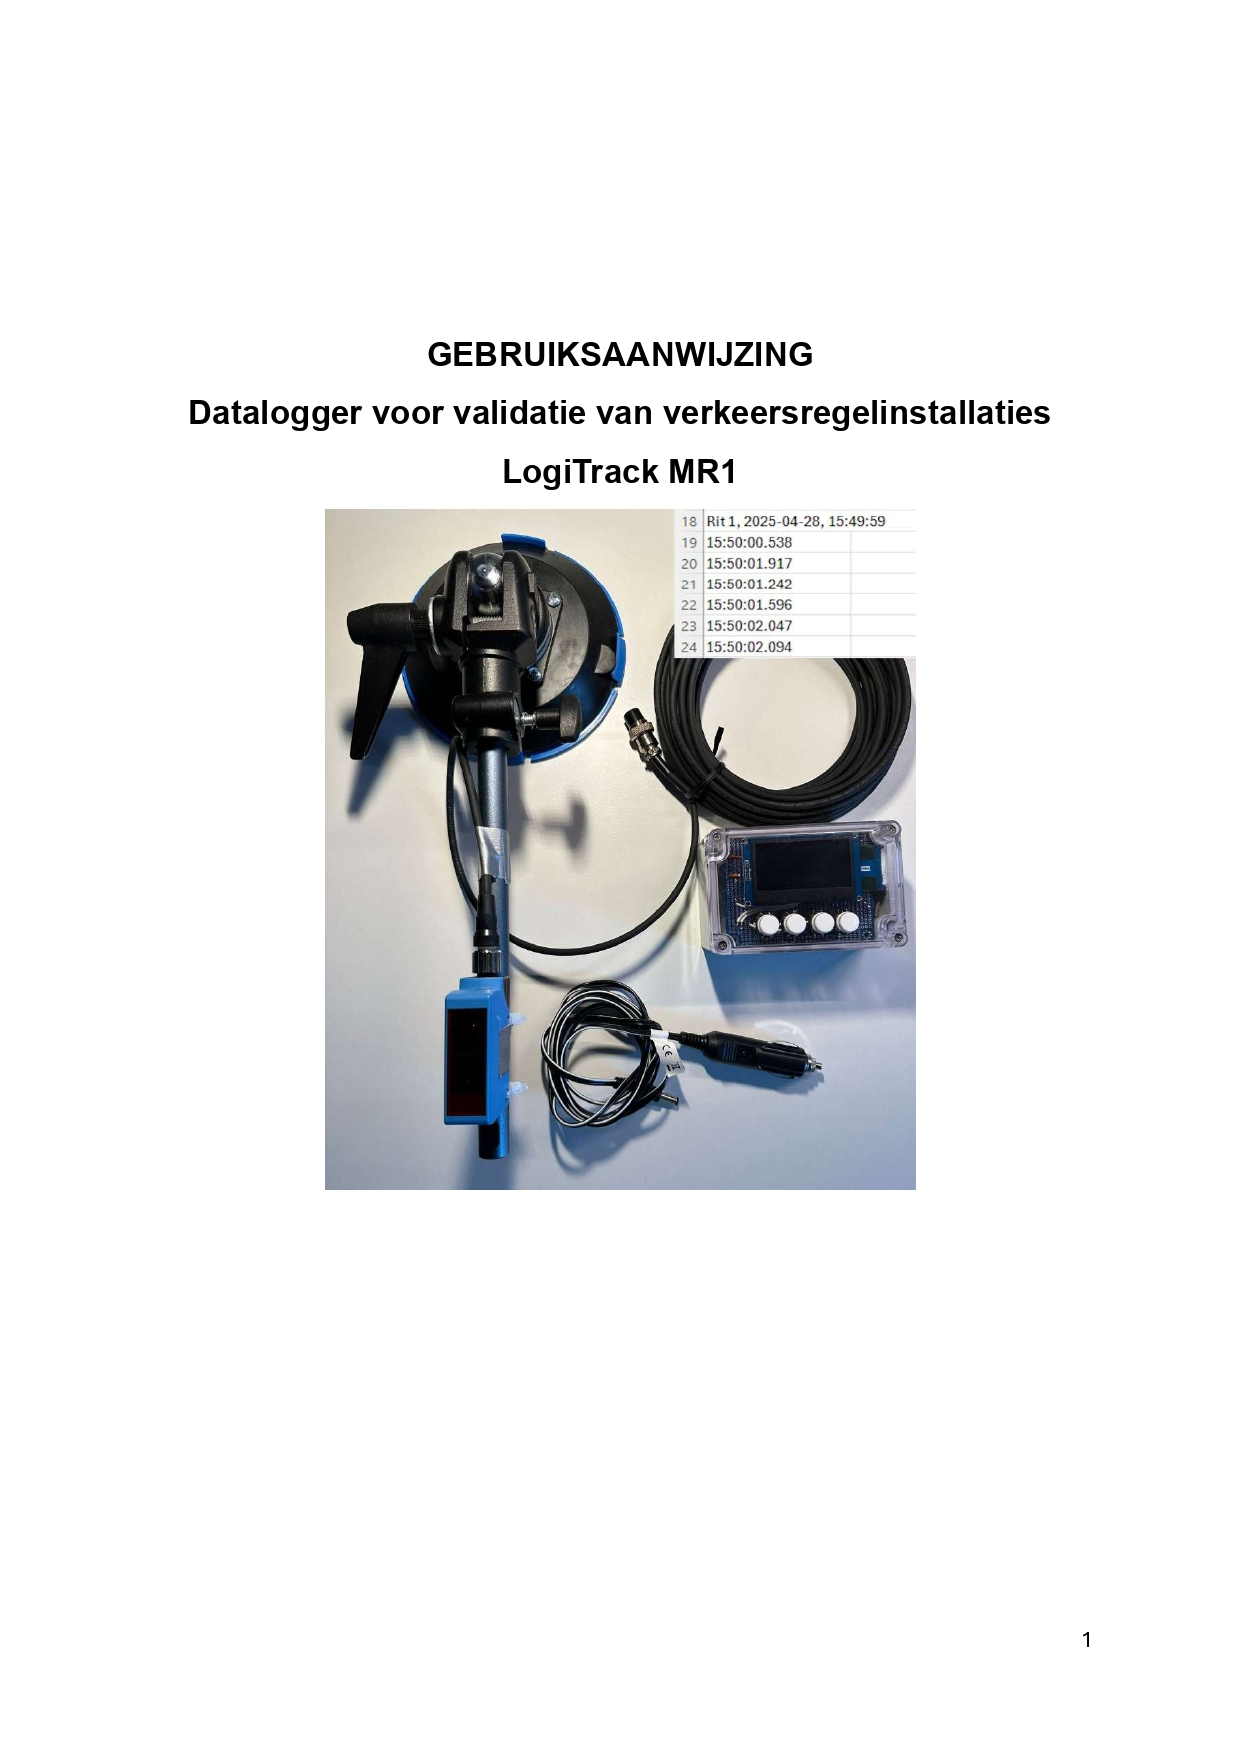 GEBRUIKSAANWIJZING
Datalogger voor validatie van verkeersregelinstallaties
LogiTrack MR1
18 Rit 1, 2025-04-28, 15:49:59
19 15:50:00.538
20 15:50:01.917
21 15:50:01.242
22 15:50:01.596
23 15:50:02.047
24 15:50:02.094
CE
1